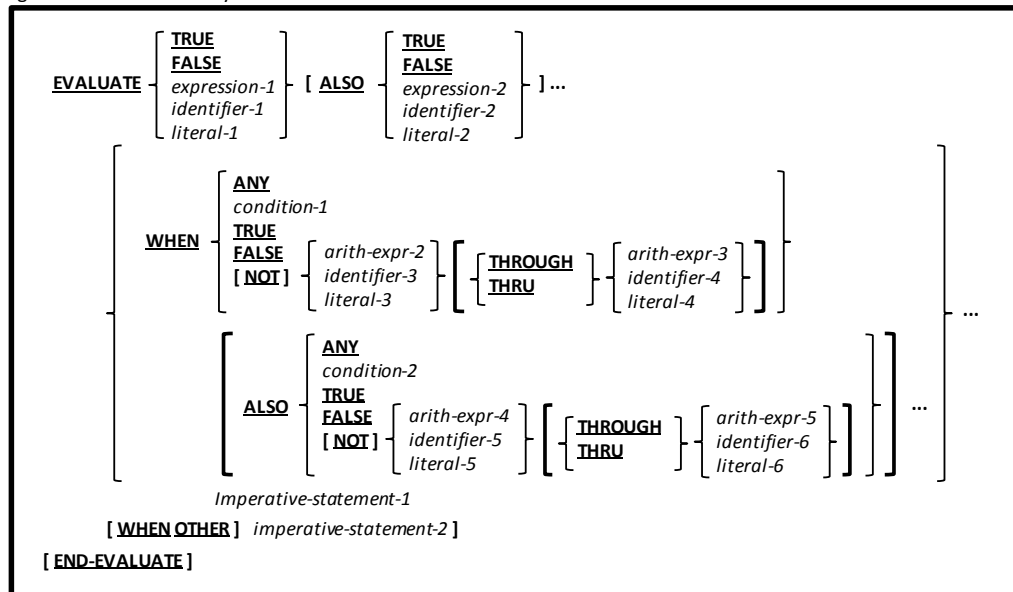 TRUE TRUE
FALSE FALSE
EVALUATE expression-1 [ ALSO expression-2 ] ...
identifier-1 identifier-2
literal-1 literal-2
ANY
condition-1
TRUE
WHEN FALSE arith-expr-2 THROUGH arith-expr-3
[ NOT ] identifier-3 THRU identifier-4
literal-3 literal-4
...
ANY
condition-2
TRUE
ALSO FALSE arith-expr-4 THROUGH arith-expr-5 ...
[ NOT ] identifier-5 THRU identifier-6
literal-5 literal-6
Imperative-statement-1
[ WHEN OTHER ] imperative-statement-2 ]
[ END-EVALUATE ]